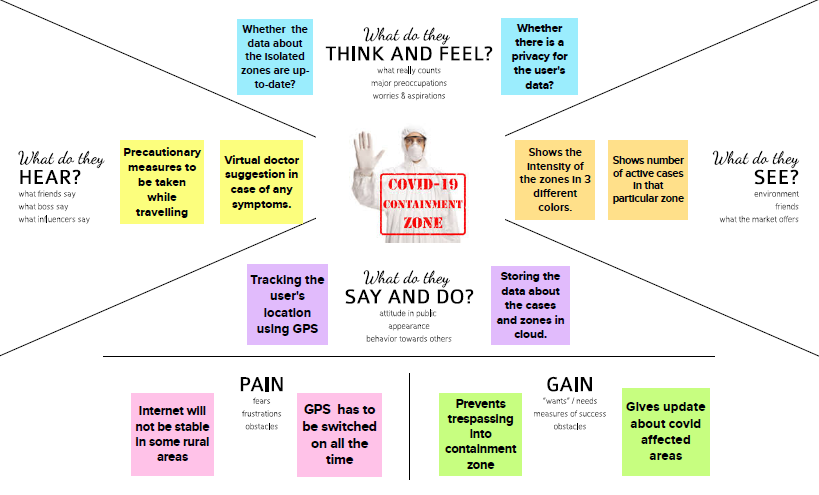 Whether the
data about
the isolated
zones are up-
to-date?
What do they
THINK AND FEEL?
what really counts
major preoccupations
worries & aspirations
Whether
there is a
privacy for
the user's
data?
What do they
HEAR?
what friends say
what boss say
what influencers say
Precautionary
measures to
be taken
while
travelling
Virtual doctor
suggestion in
case of any
symptoms.
COVID-19
CONTAINMENT
ZONE
Shows the
intensity of
the zones in 3
different
colors.
Shows number
of active cases
in that
particular zone
What do they
SEE?
environment
friends
what the market offers
Tracking the
user's
location
using GPS
What do they
SAY AND DO?
attitude in public
appearance
behavior towards others
Storing the
data about
the cases
and zones in
cloud.
PAIN
fears
frustrations
obstacles
Internet will
not be stable
in some rural
areas
GPS has to
be switched
on all the
time
GAIN
"wants" / needs
measures of success
obstacles
Prevents
trespassing
into
containment
zone
Gives update
about covid
affected
areas